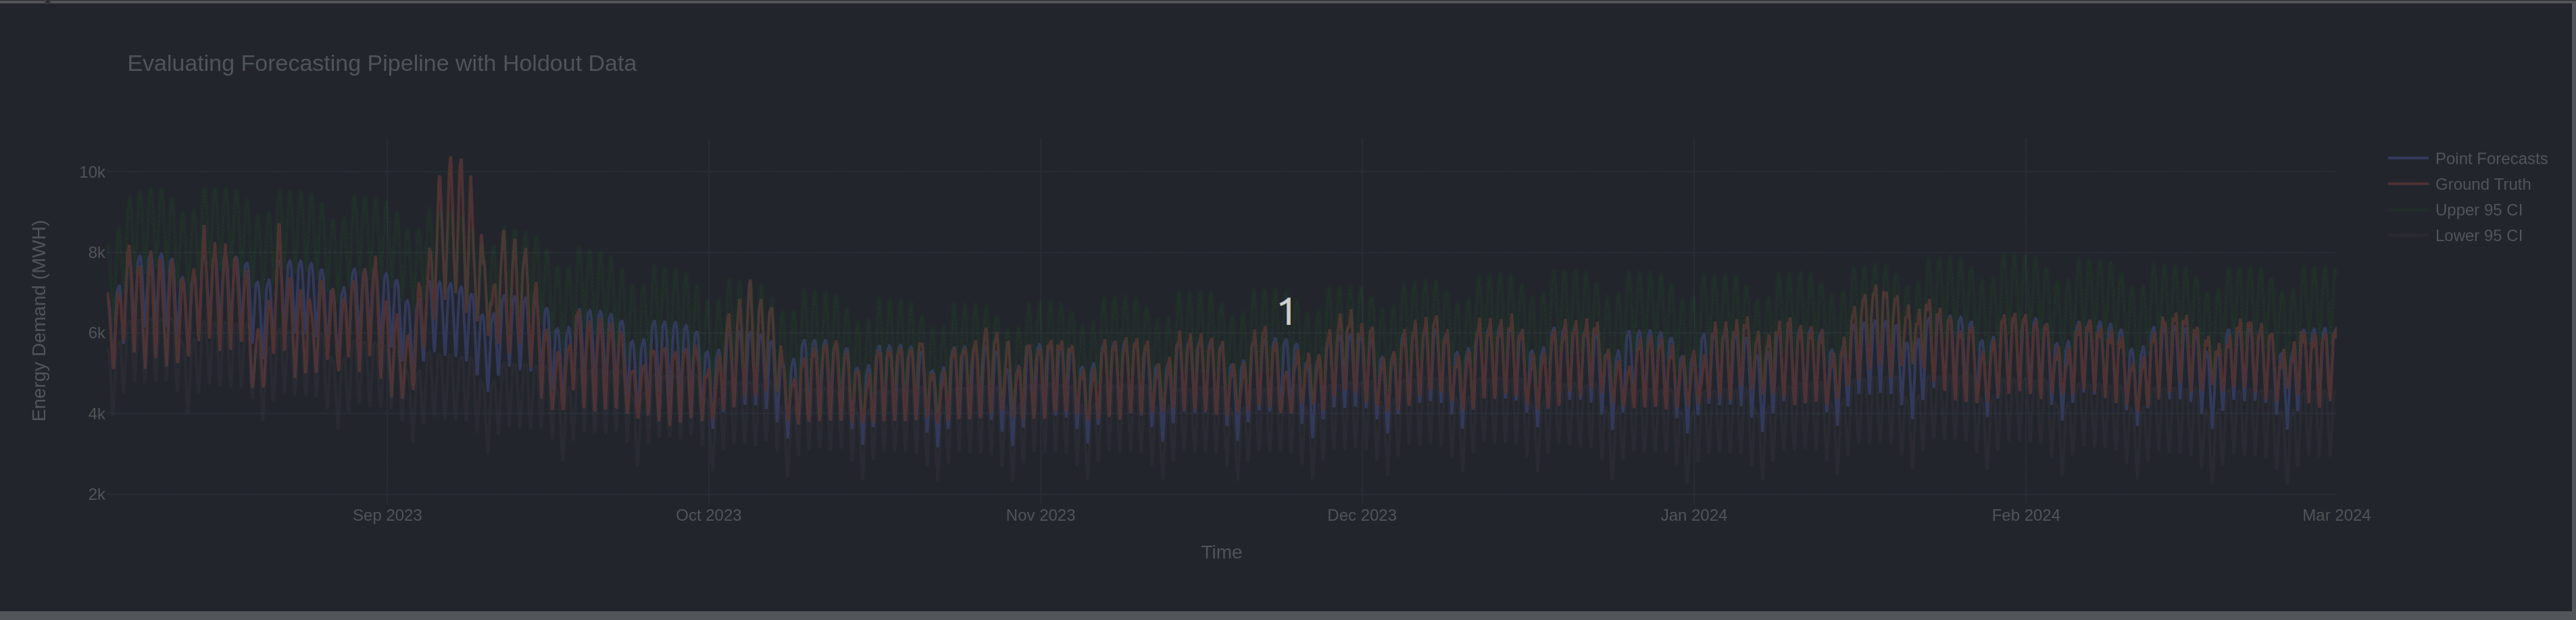 Evaluating Forecasting Pipeline with Holdout Data
10k
8k
6k
4k
2k
Energy Demand (MWH)
Sep 2023
Oct 2023
Nov 2023
Dec 2023
Jan 2024
Feb 2024
Mar 2024
Time
Point Forecasts
Ground Truth
Upper 95 CI
Lower 95 CI
1